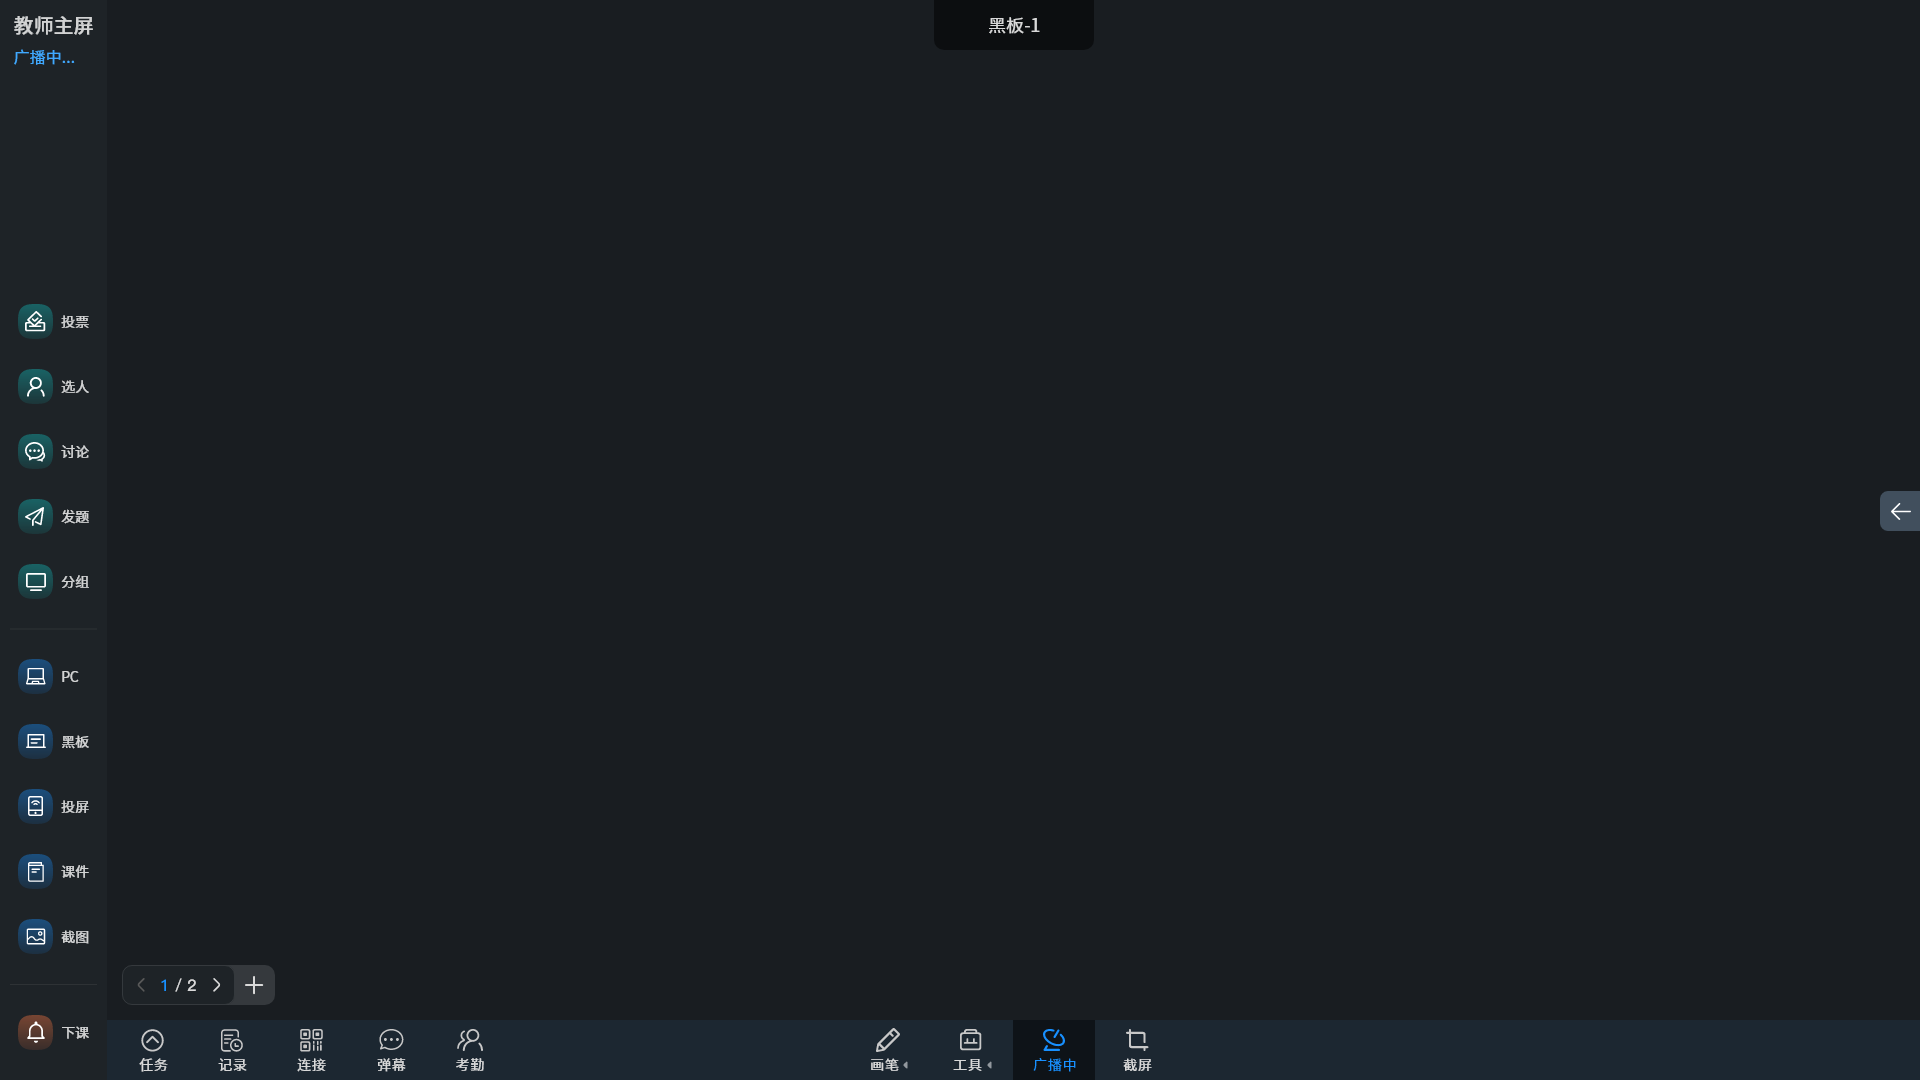 教师主屏
广播中...
黑板-1
投票
选人
讨论
发题
分组
PC
黑板
投屏
课件
截图
下课
1 / 2
任务
记录
连接
弹幕
考勤
画笔
工具
广播中
截屏